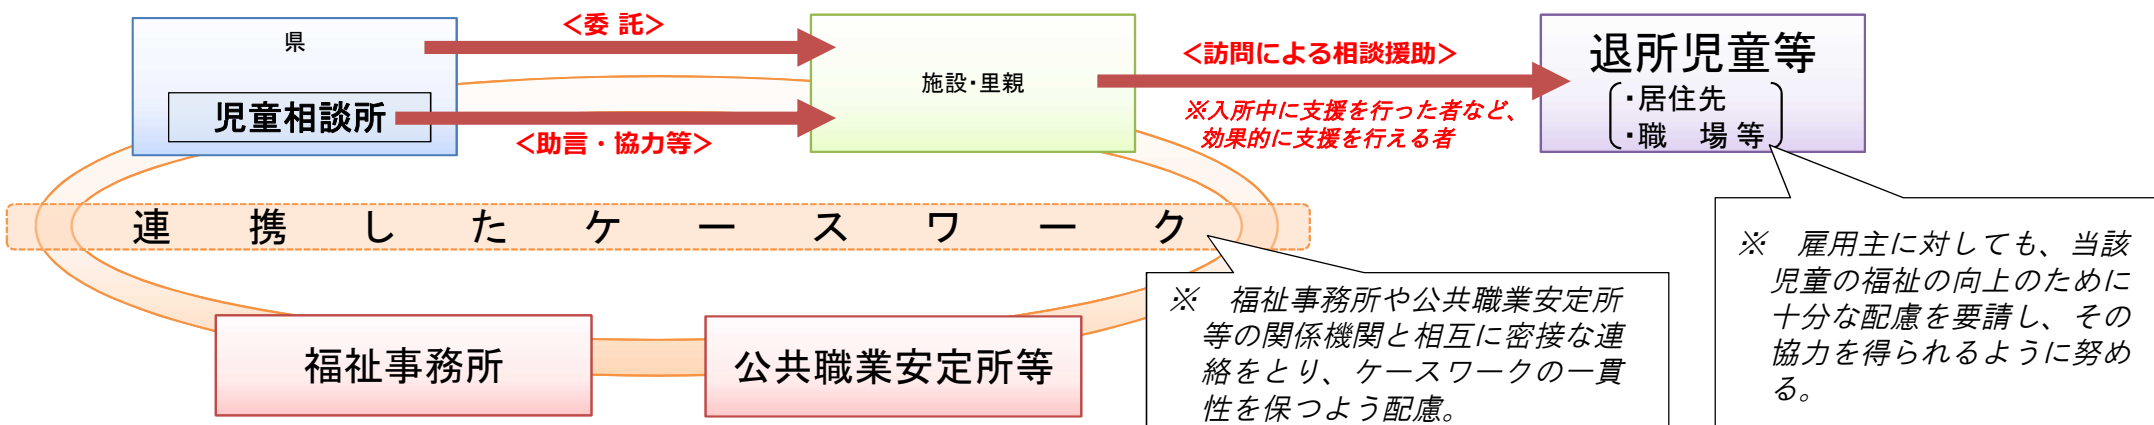 県
児童相談所
＜委 託＞
＜助言・協力等＞
施設・里親
＜訪問による相談援助＞
※入所中に支援を行った者など、
効果的に支援を行える者
退所児童等
・居住先
・職　場等
連携したケースワーク
福祉事務所
公共職業安定所等
※　福祉事務所や公共職業安定所
等の関係機関と相互に密接な連
絡をとり、ケースワークの一貫
性を保つよう配慮。
※　雇用主に対しても、当該
児童の福祉の向上のために
十分な配慮を要請し、その
協力を得られるように努め
る。